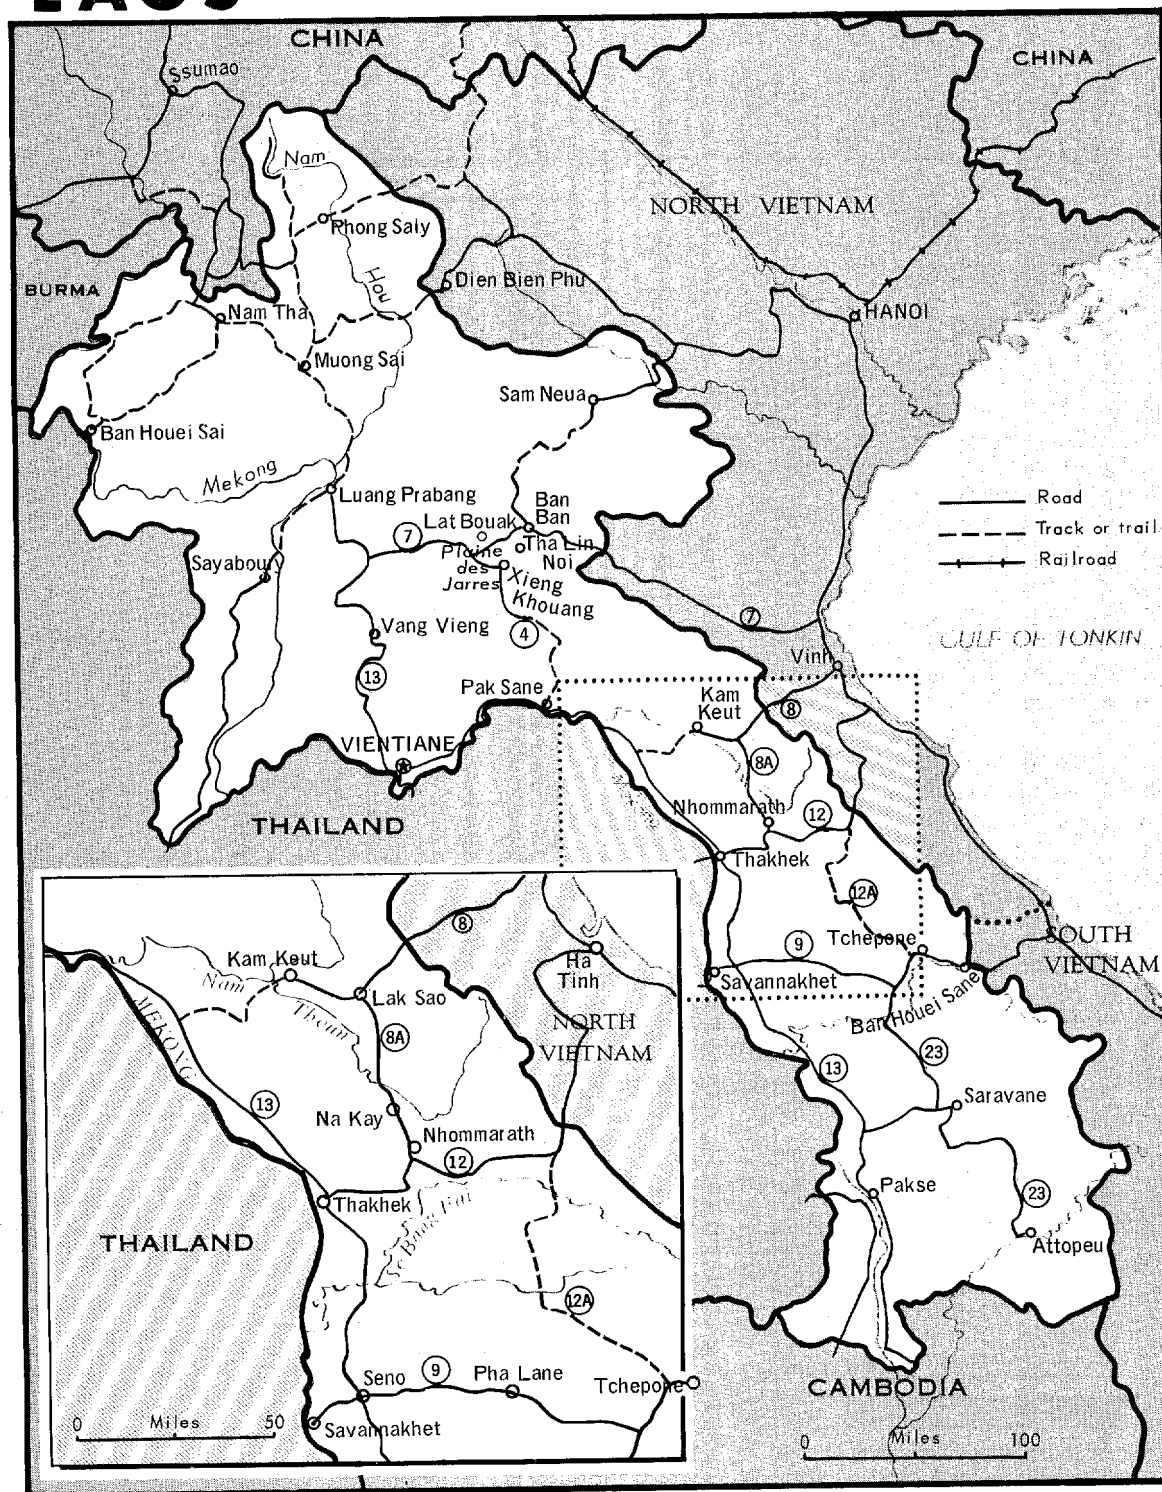 LAOS
CHINA
CHINA
Ssumao
Nam
NORTH VIETNAM
Phong Saly
Hou
BURMA
Dien Bien Phu
Nam Tha
HANOI
Muong Sai
Sam Neua
Ban Houei Sai
Mekong
Luang Prabang
Ban
Ban
Lat Bouak
7
Plaine
des
Jarres
Tha Lin
Noi
Road
Track or trail
Railroad
Sayaboury
Xieng
Khouang
4
7
Vang Vieng
GULF OF TONKIN
Vinh
13
Pak Sane
Kam
Keut
8
VIENTIANE
8A
Nhommarath
12
THAILAND
Thakhek
12A
9
Tchepone
SOUTH
VIETNAM
Savannakhet
Ban Houei Sane
23
13
Saravane
Pakse
23
Attopeu
CAMBODIA
0 Miles 100
8
Kam Keut
Ha
Tinh
Nam
Theun
Lak Sao
MEKONG
NORTH
VIETNAM
8A
13
Na Kay
Nhommarath
12
Thakhek
Se Bang Fai
THAILAND
12A
Seno
9
Pha Lane
Tchepone
Savannakhet
0 Miles 50